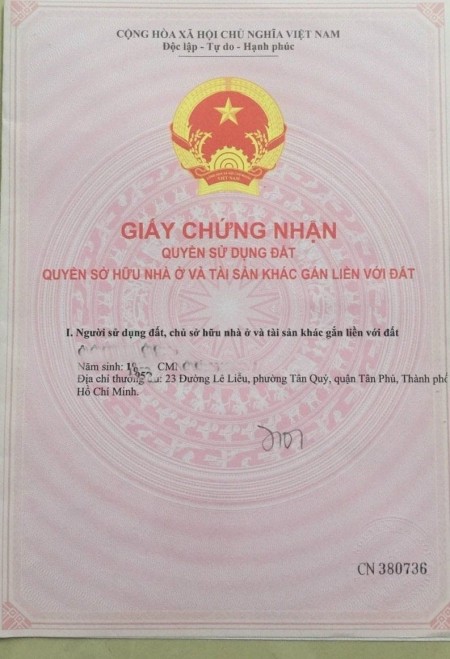 CỘNG HÒA XÃ HỘI CHỦ NGHĨA VIỆT NAM
Độc lập - Tự do - Hạnh phúc
VIỆT NAM
GIẤY CHỨNG NHẬN
QUYỀN SỬ DỤNG ĐẤT
QUYỀN SỞ HỮU NHÀ Ở VÀ TÀI SẢN KHÁC GẮN LIỀN VỚI ĐẤT
I. Người sử dụng đất, chủ sở hữu nhà ở và tài sản khác gắn liền với đất
Năm sinh:
Địa chỉ 23 Đường Lê Liễu, phường Tân Quý, quận Tân Phú, Thành phố
Hồ Chí Minh.
CN 380736